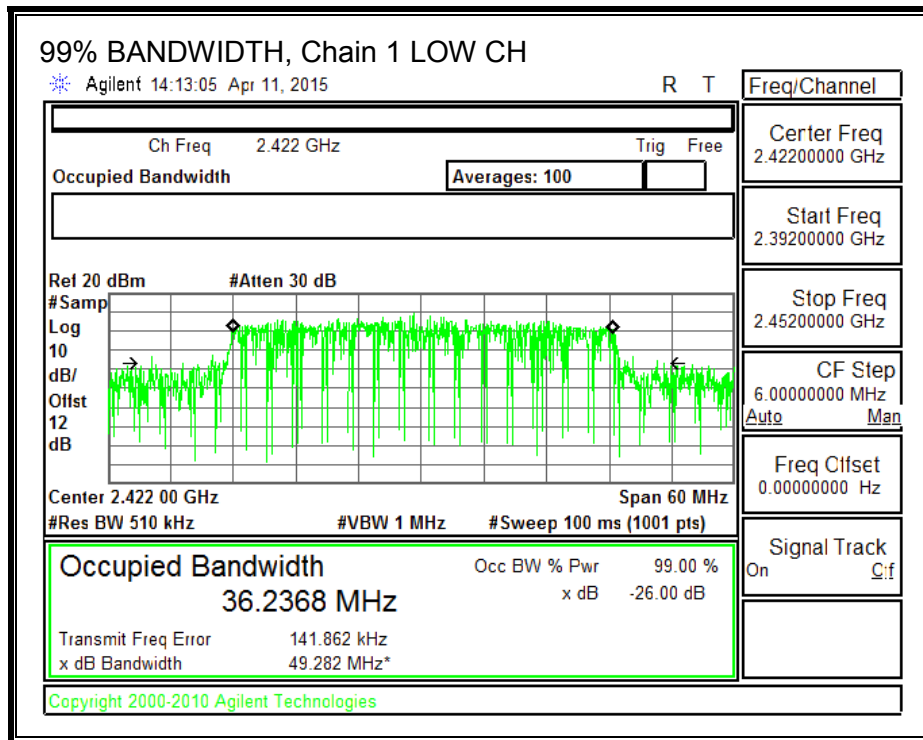 99% BANDWIDTH, Chain 1 LOW CH
Agilent 14:13:05 Apr 11, 2015 R T
Freq/Channel
Ch Freq 2.422 GHz Trig Free
Occupied Bandwidth Averages: 100
Center Freq
2.42200000 GHz
Start Freq
2.39200000 GHz
Stop Freq
2.45200000 GHz
CF Step
6.00000000 MHz
Auto Man
Freq Offset
0.00000000 Hz
Signal Track
On Off
Ref 20 dBm #Atten 30 dB
#Samp
Log
10
dB/
Offst
12
dB
Center 2.422 00 GHz Span 60 MHz
#Res BW 510 kHz #VBW 1 MHz #Sweep 100 ms (1001 pts)
Occupied Bandwidth Occ BW % Pwr 99.00 %
36.2368 MHz x dB -26.00 dB
Transmit Freq Error 141.862 kHz
x dB Bandwidth 49.282 MHz*
Copyright 2000-2010 Agilent Technologies